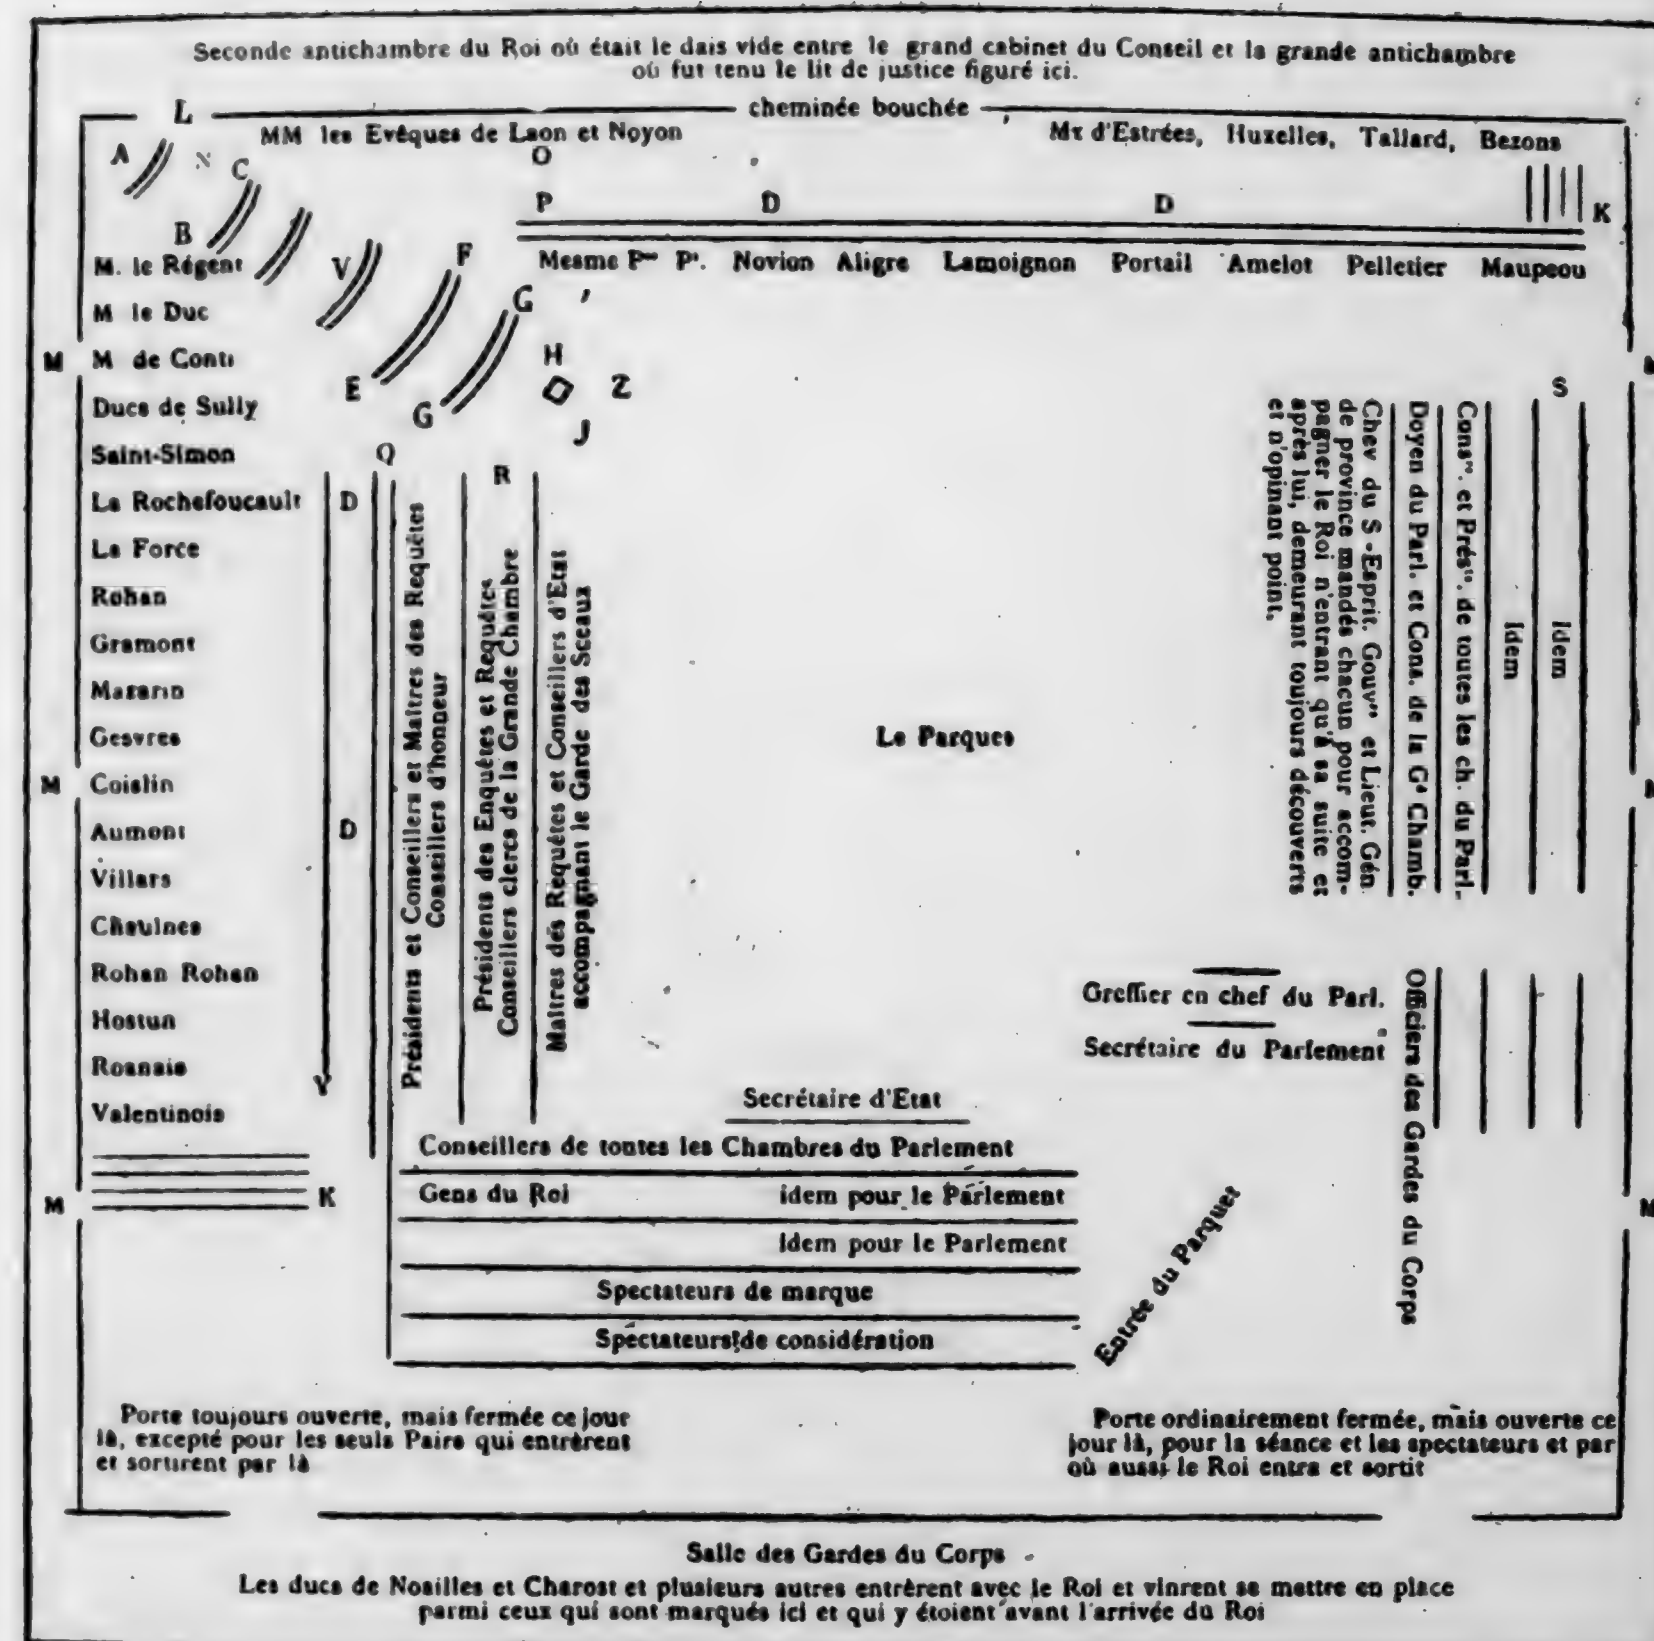 Seconde antichambre du Roi où était le dais vide entre le grand cabinet du Conseil et la grande antichambre
où fut tenu le lit de justice figuré ici.
L
cheminée bouchée
MM les Evêques de Laon et Noyon
Mx d'Estrées, Huxelles, Tallard, Bezons
A
C
O
P
D
D
K
B
V
F
M. le Régent
Mesme P
Novion
Aligre
Lamoignon
Portail
Amelot
Pelletier
Maupeou
M le Duc
G
M
M de Conti
H
E
G
Z
J
S
Ducs de Sully
Saint-Simon
Q
R
La Rochefoucault
D
La Force
Rohan
Gramont
Mazarin
Gesvres
M
Coislin
Aumont
D
Villars
Chaulnes
Rohan Rohan
Hostun
Roanais
V
Valentinois
K
M
Présidents et Conseillers et Maîtres des Requêtes
Conseillers d'honneur
Présidents des Enquêtes et Requêtes
Conseillers clercs de la Grande Chambre
Maîtres des Requêtes et Conseillers d'Etat
accompagnant le Garde des Sceaux
Le Parques
Idem
Idem
Cons". et Prés". de toutes les ch. du Parl.
Doyen du Parl. et Cons. de la Gᵈ Chamb.
Chev du S -Esprit. Gouvʳˢ et Lieut. Gén
de province mandés chacun pour accom-
pagner le Roi n'entrant qu'à sa suite et
après lui, demeurant toujours découverts
et n'opinant point.
M
M
M
Greffier en chef du Parl.
Secrétaire du Parlement
Officiers des Gardes du Corps
Secrétaire d'Etat
Conseillers de toutes les Chambres du Parlement
Gens du Roi
idem pour le Parlement
Idem pour le Parlement
Spectateurs de marque
Spectateurs de considération
Entrée du Parquet
Porte toujours ouverte, mais fermée ce jour
là, excepté pour les seuls Pairs qui entrèrent
et sortirent par là
Porte ordinairement fermée, mais ouverte ce
jour là, pour la séance et les spectateurs et par
où aussi le Roi entra et sortit
Salle des Gardes du Corps
Les ducs de Noailles et Charost et plusieurs autres entrèrent avec le Roi et vinrent se mettre en place
parmi ceux qui sont marqués ici et qui y étoient avant l'arrivée du Roi